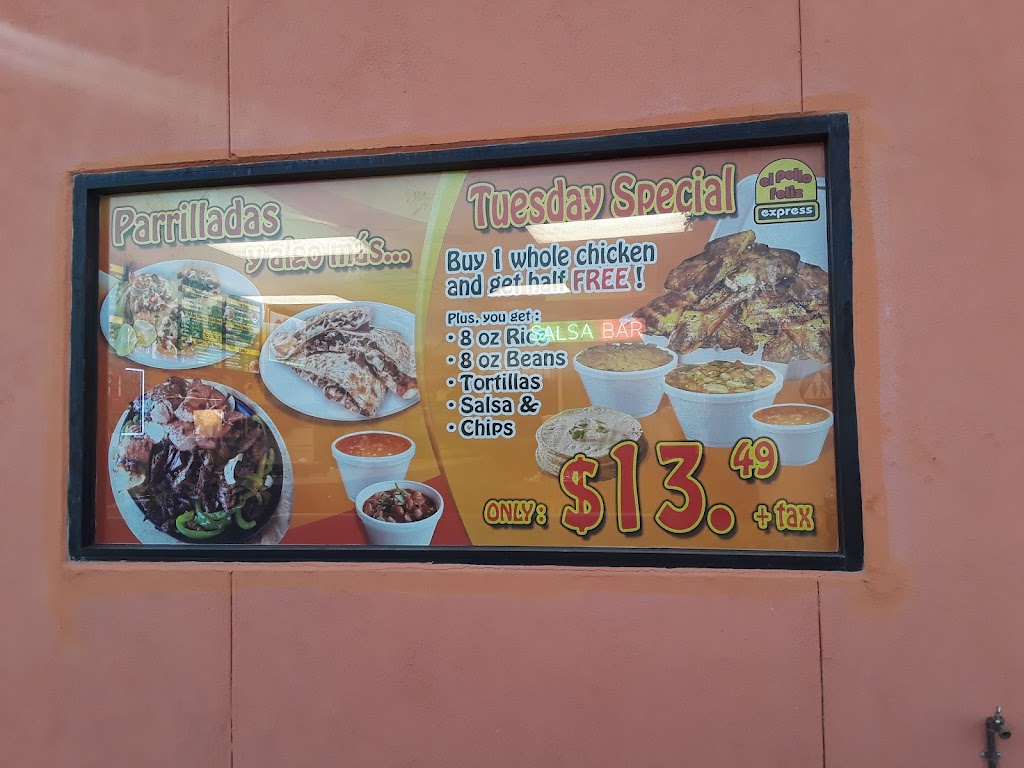 Parrilladas
y algo más...
Tuesday Special
el Pollo
feliz
express
Buy 1 whole chicken
and get half FREE !
Plus, you get :
• 8 oz Rice
• 8 oz Beans
• Tortillas
• Salsa &
• Chips
SALSA BAR
ONLY : $13.49 + tax